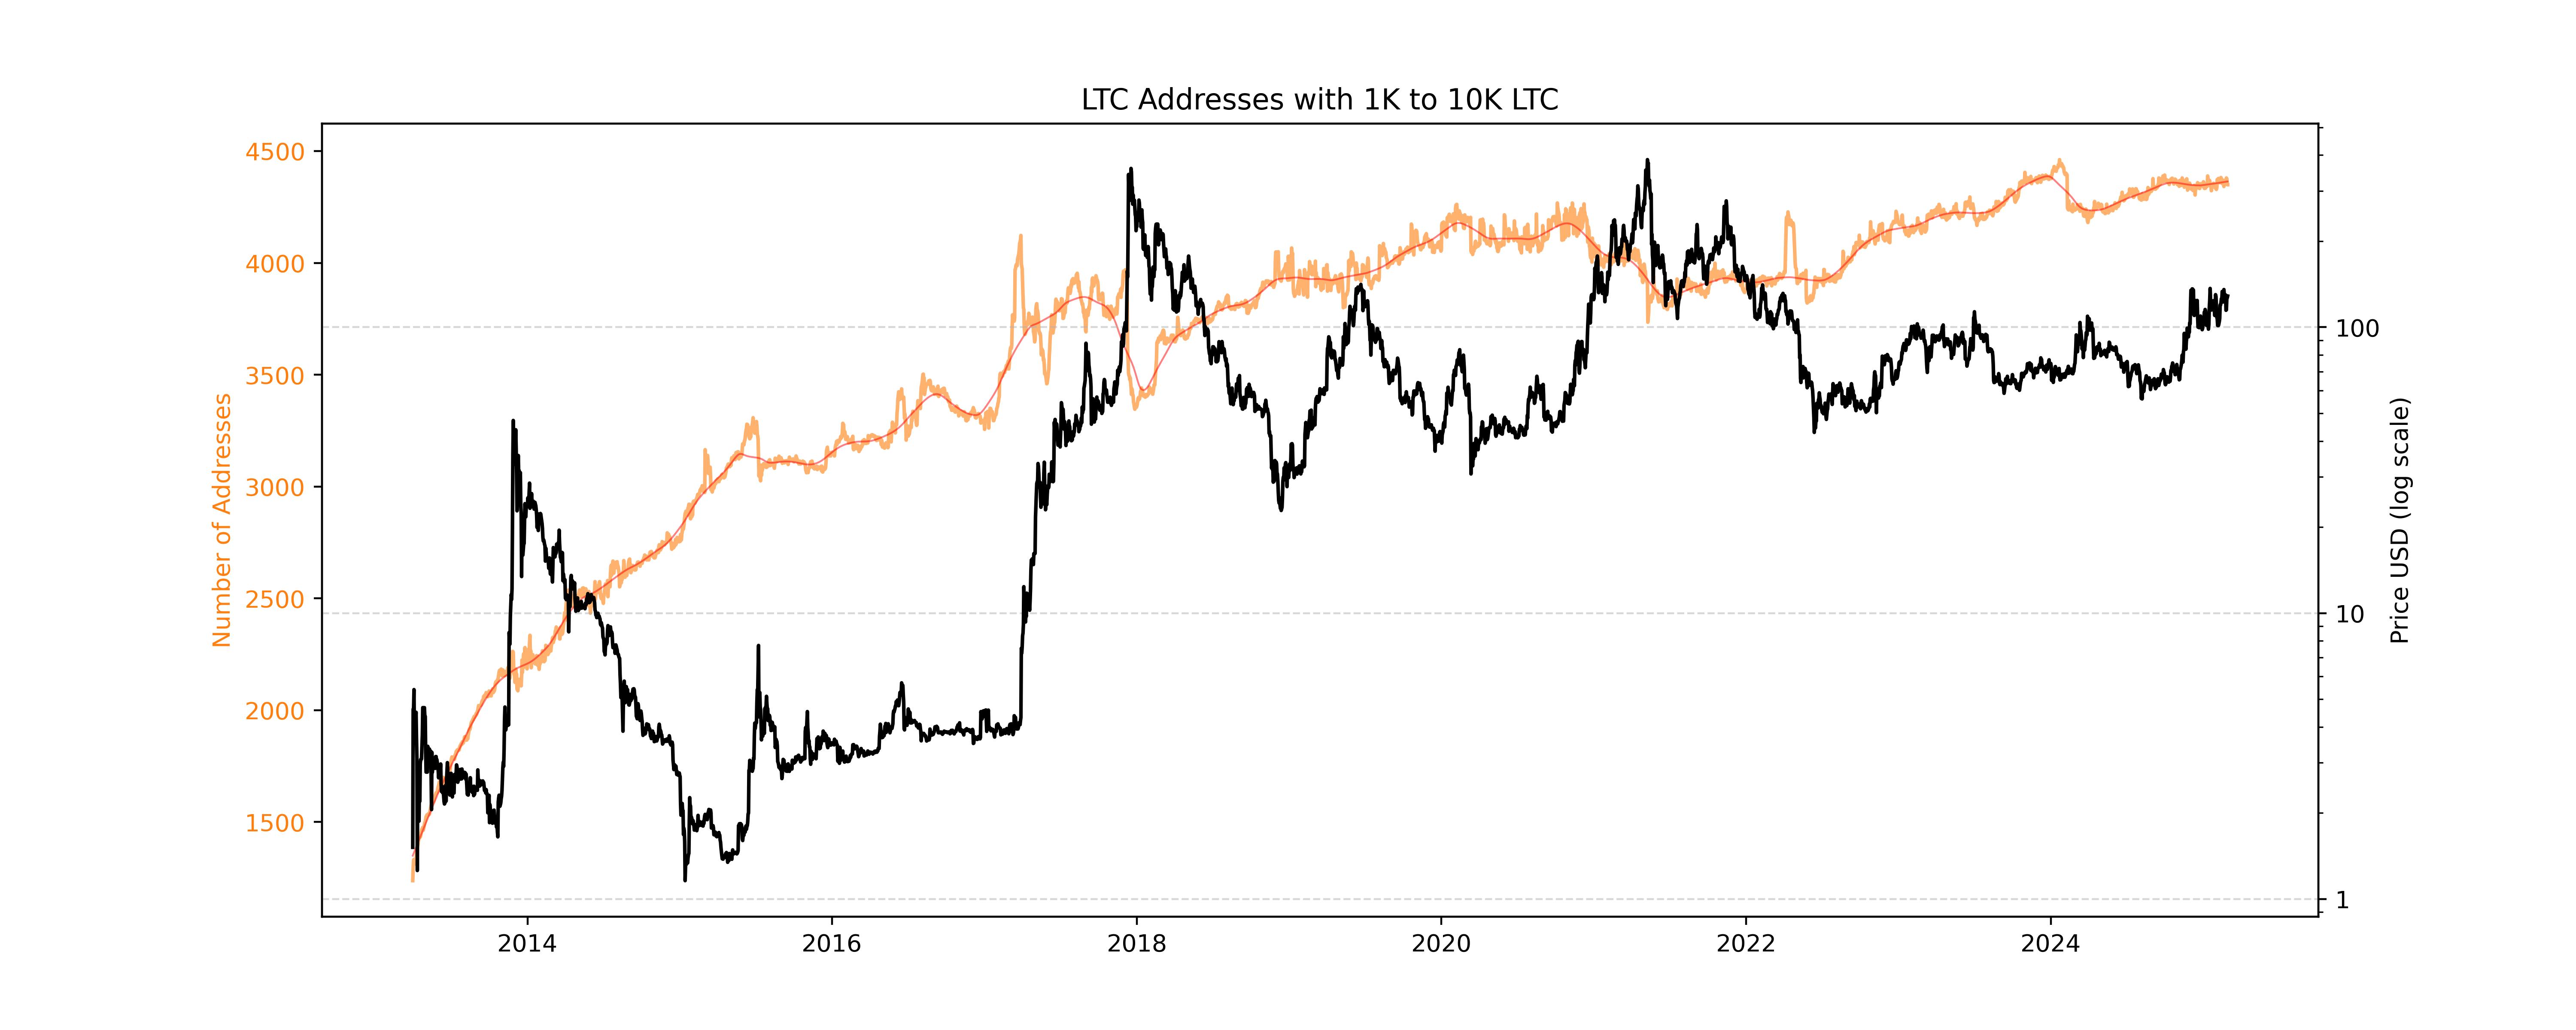 LTC Addresses with 1K to 10K LTC
Number of Addresses
4500
4000
3500
3000
2500
2000
1500
100
10
1
Price USD (log scale)
2014 2016 2018 2020 2022 2024